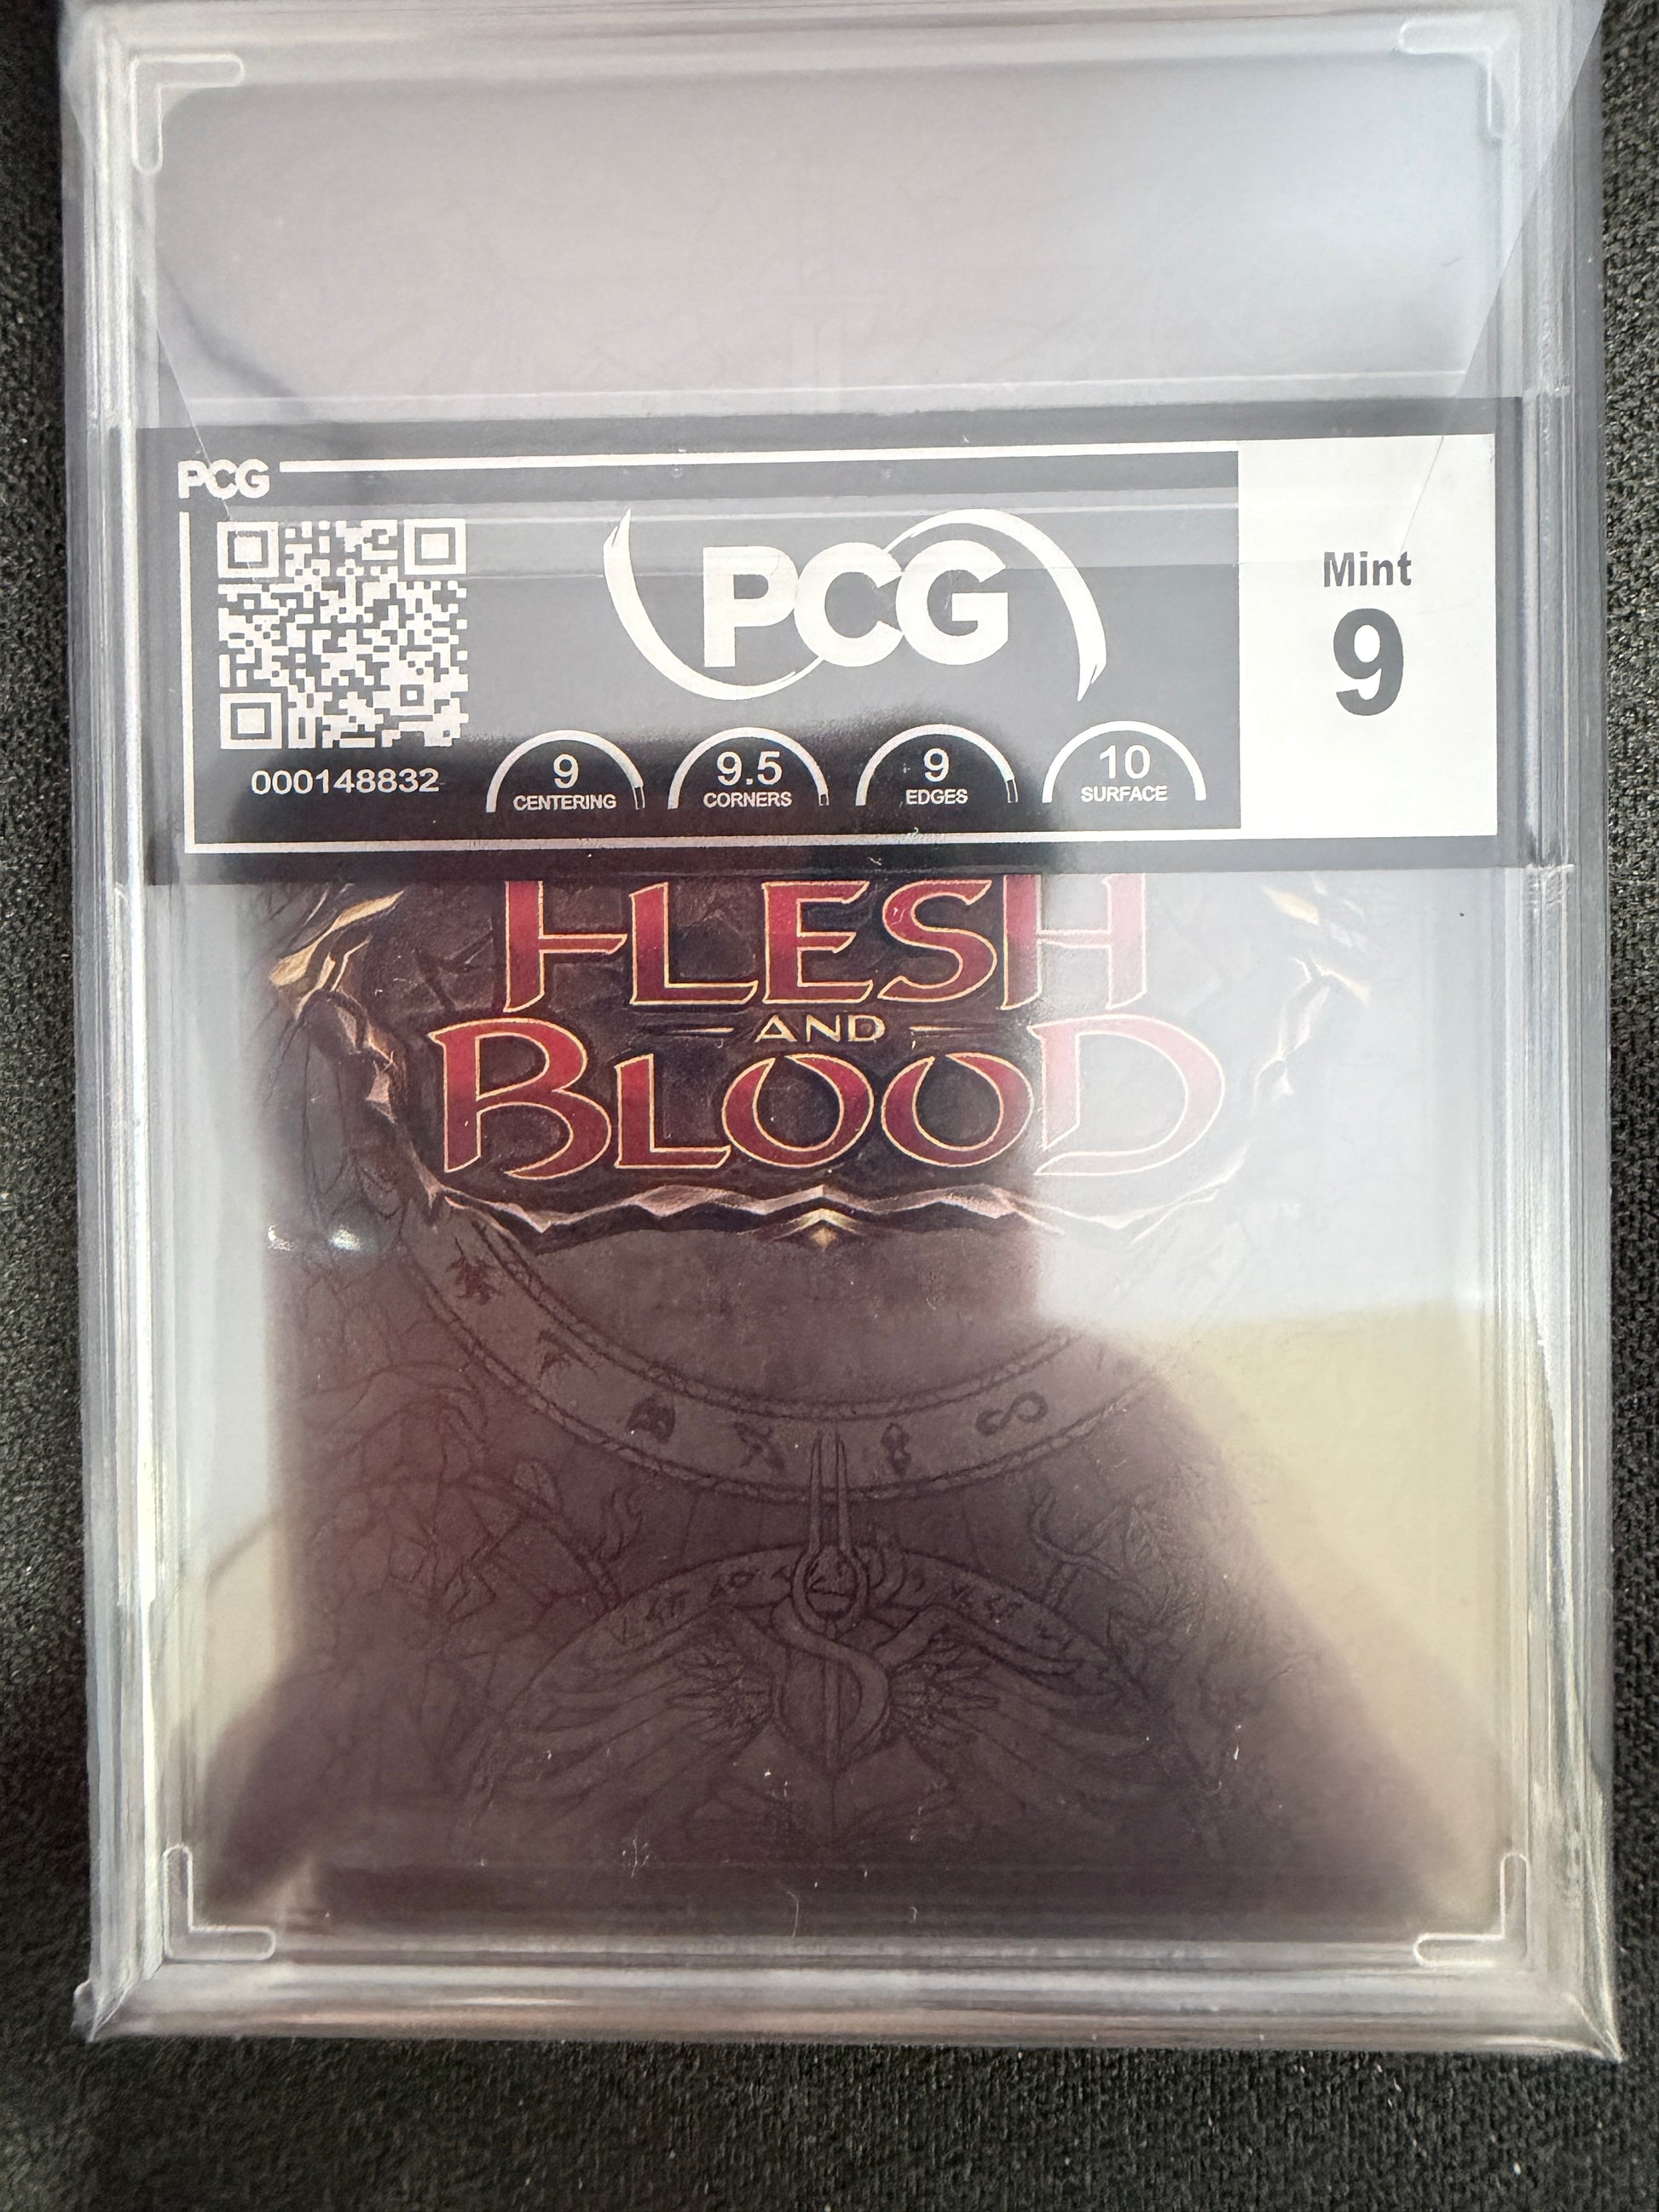 PCG
PCG
Mint
9
000148832
9
CENTERING
9.5
CORNERS
9
EDGES
10
SURFACE
FLESH
AND
BLOOD